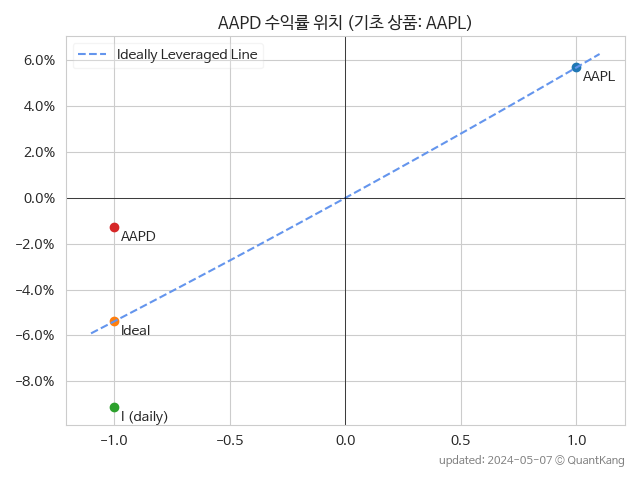 AAPD 수익률 위치 (기초 상품: AAPL)
Ideally Leveraged Line
6.0%
AAPL
4.0%
2.0%
0.0%
AAPD
−2.0%
−4.0%
Ideal
−6.0%
−8.0%
I (daily)
−1.0 −0.5 0.0 0.5 1.0
updated: 2024-05-07 © QuantKang